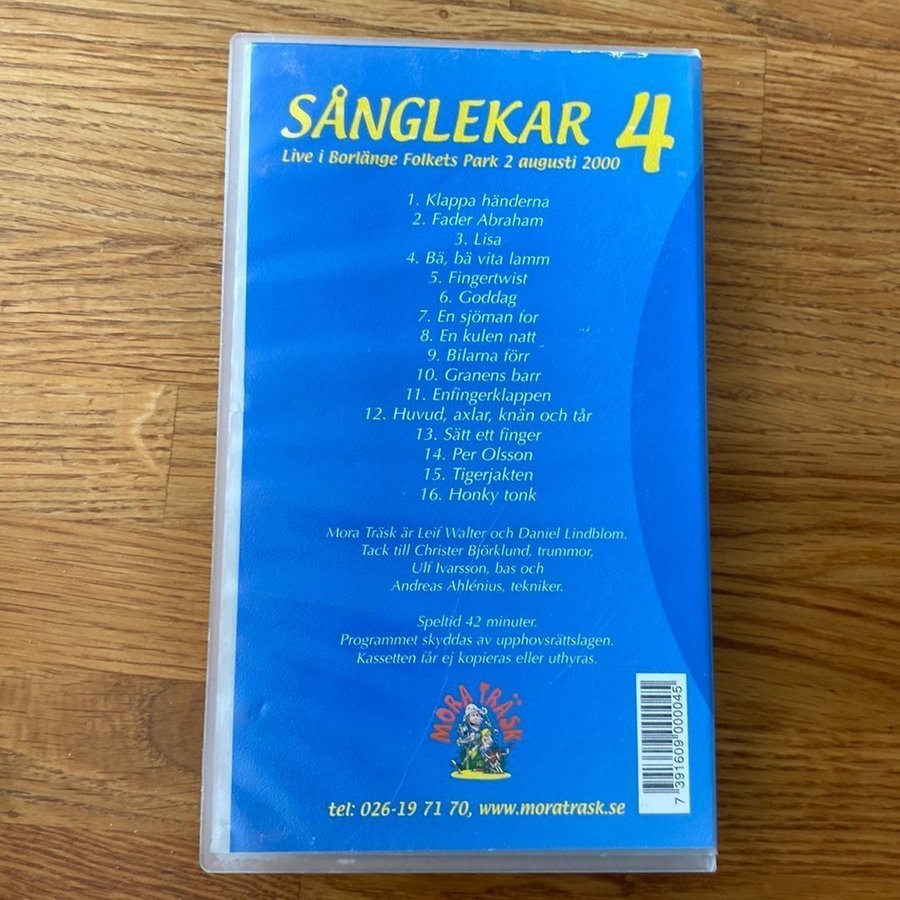 SÅNGLEKAR 4
Live i Borlänge Folkets Park 2 augusti 2000
1. Klappa händerna
2. Fader Abraham
3. Lisa
4. Bä, bä vita lamm
5. Fingertwist
6. Goddag
7. En sjöman for
8. En kulen natt
9. Bilarna förr
10. Granens barr
11. Enfingerklappen
12. Huvud, axlar, knän och tår
13. Sätt ett finger
14. Per Olsson
15. Tigerjakten
16. Honky tonk
Mora Träsk är Leif Walter och Daniel Lindblom.
Tack till Christer Björklund, trummor,
Ulf Ivarsson, bas och
Andreas Ahlénius, tekniker.
Speltid 42 minuter.
Programmet skyddas av upphovsrättslagen.
Kassetten får ej kopieras eller uthyras.
MORA TRÄSK
7 391609 000045
tel: 026-19 71 70, www.moratrask.se